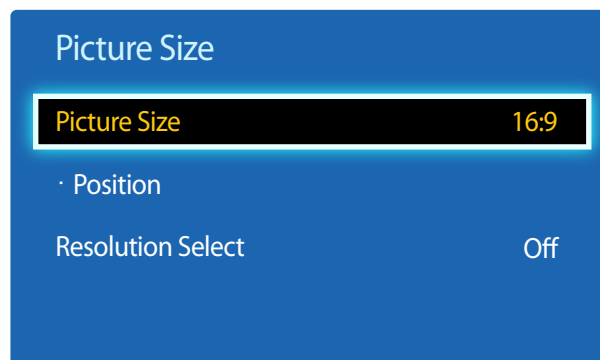 Picture Size
Picture Size 16:9
· Position
Resolution Select Off